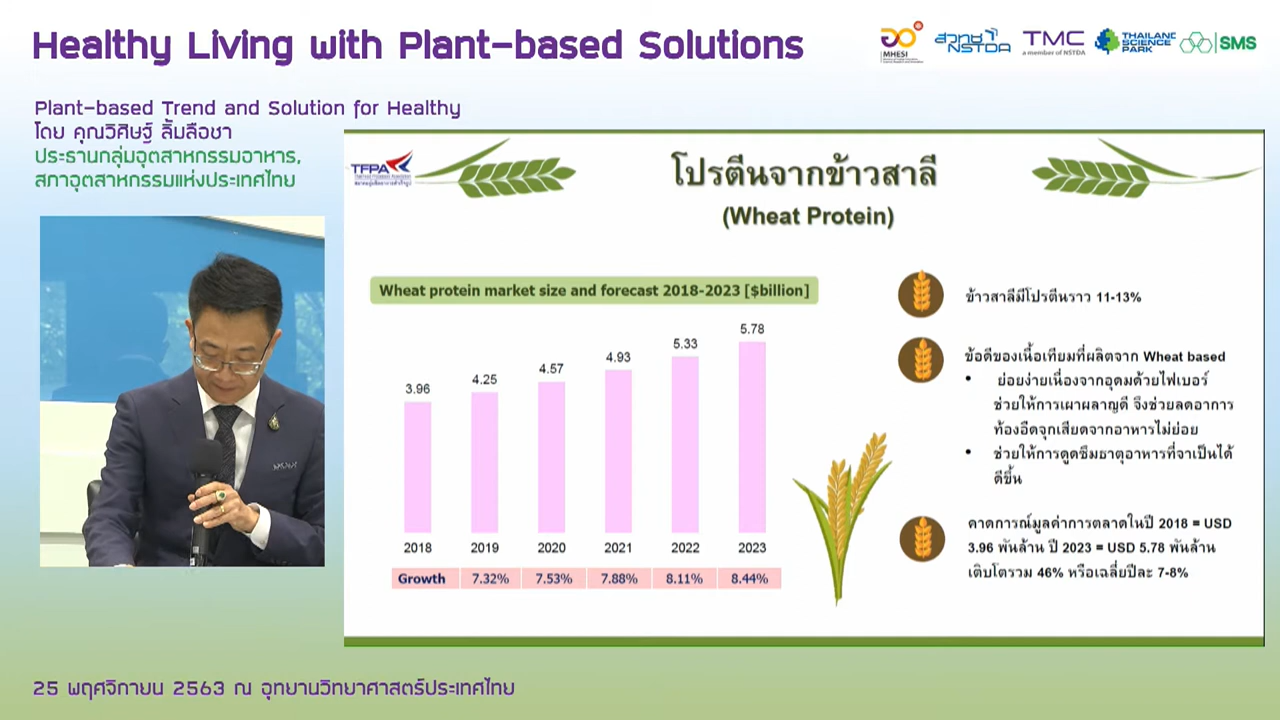 Healthy Living with Plant-based Solutions
MHESI
สวทช
NSTDA
TMC
a member of NSTDA
THAILAND
SCIENCE
PARK
SMS
Plant-based Trend and Solution for Healthy
โดย คุณวิศิษฐ์ ลิ้มลือชา
ประธานกลุ่มอุตสาหกรรมอาหาร,
สภาอุตสาหกรรมแห่งประเทศไทย
TFPA
โปรตีนจากข้าวสาลี
(Wheat Protein)
Wheat protein market size and forecast 2018-2023 [$billion]
3.96 4.25 4.57 4.93 5.33 5.78
2018 2019 2020 2021 2022 2023
Growth 7.32% 7.53% 7.88% 8.11% 8.44%
ข้าวสาลีมีโปรตีนราว 11-13%
ข้อดีของเนื้อเทียมที่ผลิตจาก Wheat based
• ย่อยง่ายเนื่องจากอุดมด้วยไฟเบอร์
ช่วยให้การเผาผลาญดี จึงช่วยลดอาการ
ท้องอืดจุกเสียดจากอาหารไม่ย่อย
• ช่วยให้การดูดซึมธาตุอาหารที่จาเป็นได้
ดีขึ้น
คาดการณ์มูลค่าการตลาดในปี 2018 = USD
3.96 พันล้าน ปี 2023 = USD 5.78 พันล้าน
เติบโตรวม 46% หรือเฉลี่ยปีละ 7-8%
25 พฤศจิกายน 2563 ณ อุทยานวิทยาศาสตร์ประเทศไทย